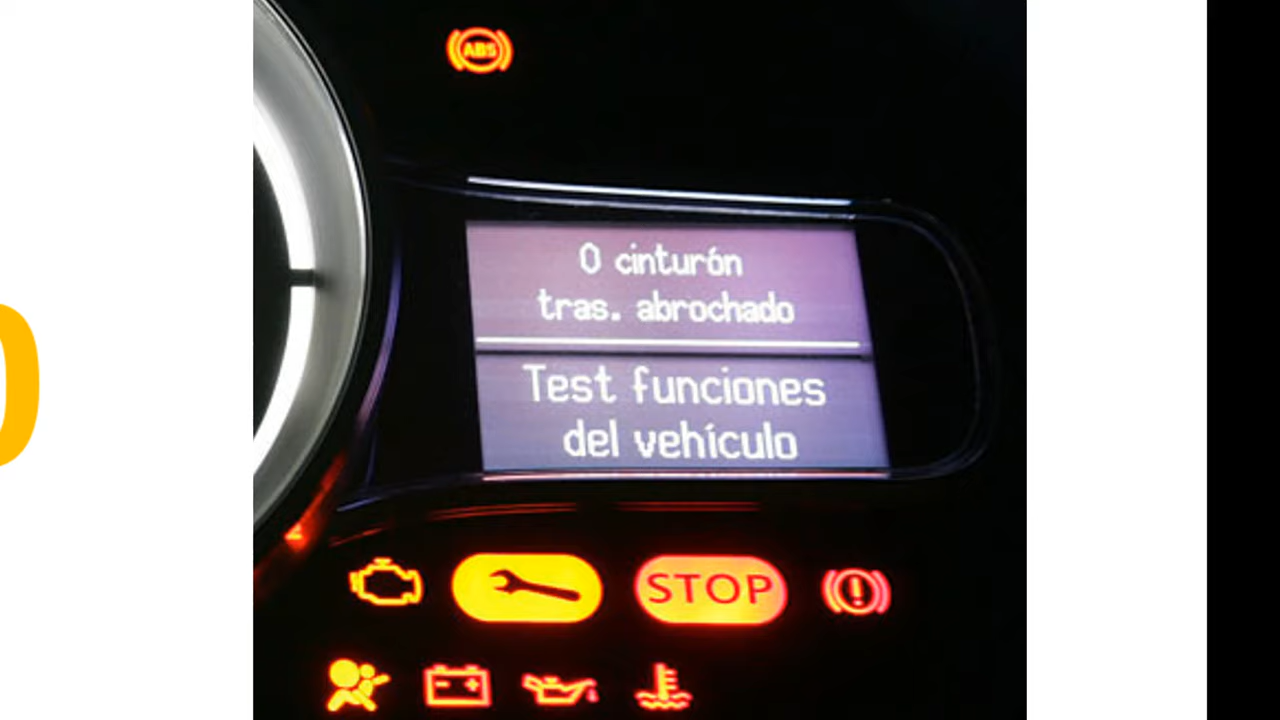 ABS
0 cinturón
tras. abrochado
Test funciones
del vehículo
STOP